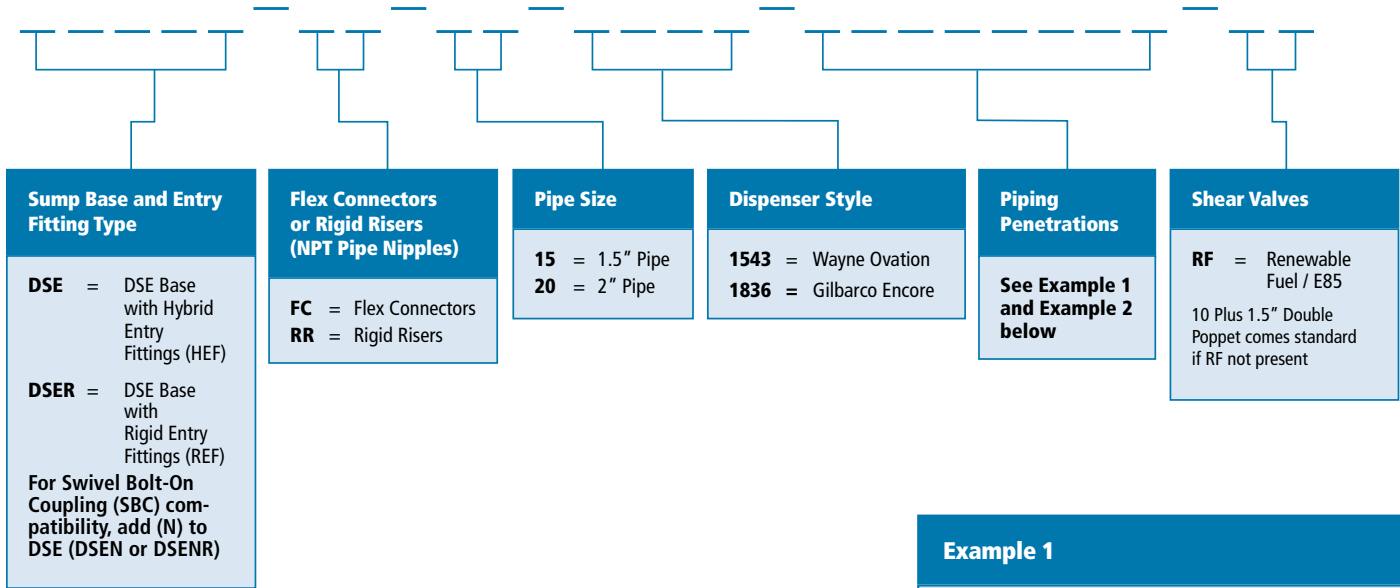 Sump Base and Entry
Fitting Type
DSE = DSE Base
with Hybrid
Entry
Fittings (HEF)
DSER = DSE Base
with
Rigid Entry
Fittings (REF)
For Swivel Bolt-On
Coupling (SBC) com-
patibility, add (N) to
DSE (DSEN or DSENR)
Flex Connectors
or Rigid Risers
(NPT Pipe Nipples)
FC = Flex Connectors
RR = Rigid Risers
Pipe Size
15 = 1.5" Pipe
20 = 2" Pipe
Dispenser Style
1543 = Wayne Ovation
1836 = Gilbarco Encore
Piping
Penetrations
See Example 1
and Example 2
below
Shear Valves
RF = Renewable
Fuel / E85
10 Plus 1.5" Double
Poppet comes standard
if RF not present
Example 1